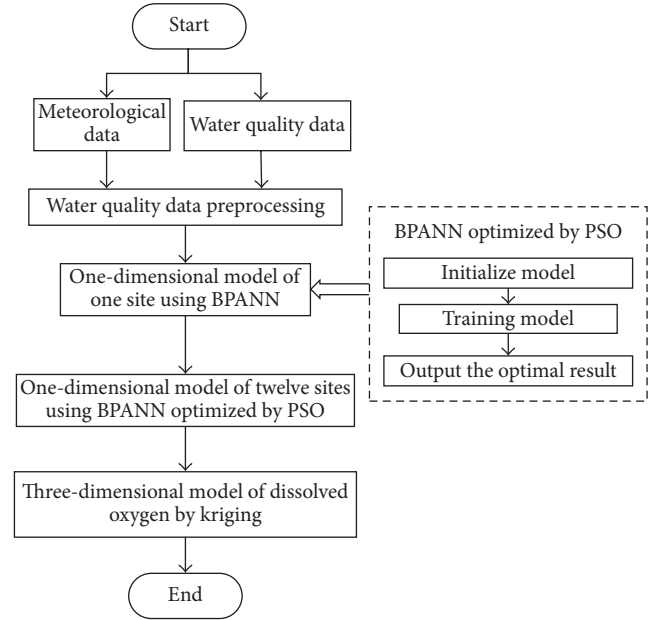 Start
Meteorological
data
Water quality data
Water quality data preprocessing
One-dimensional model of
one site using BPANN
BPANN optimized by PSO
Initialize model
Training model
Output the optimal result
One-dimensional model of twelve sites
using BPANN optimized by PSO
Three-dimensional model of dissolved
oxygen by kriging
End